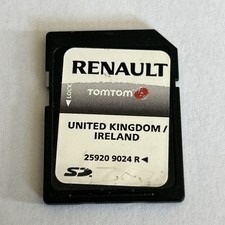 RENAULT
LOCK
TOMTOM
UNITED KINGDOM/
IRELAND
25920 9024 R
SD